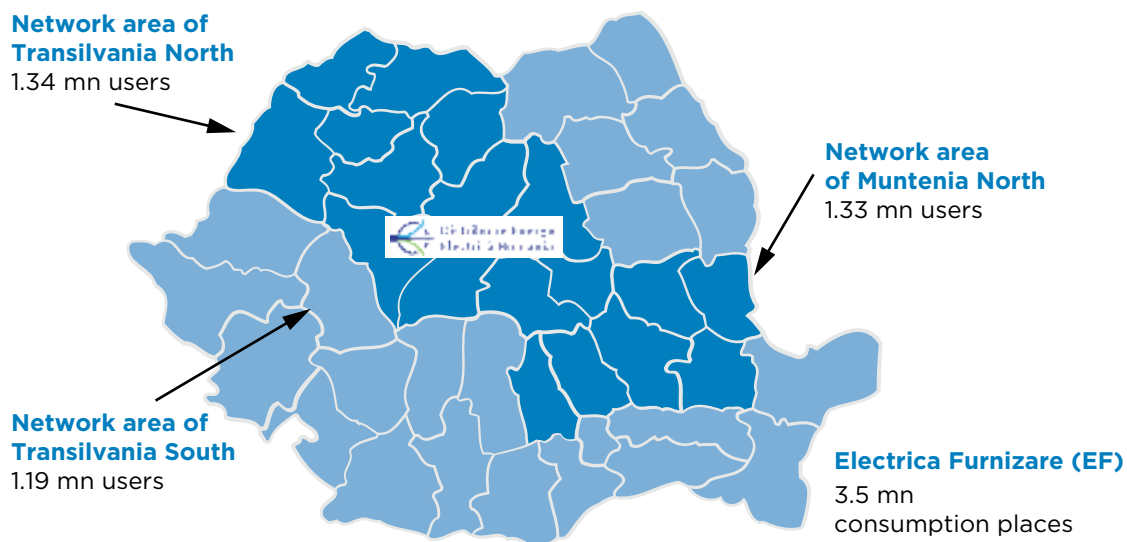 Network area of
Transilvania North
1.34 mn users
Network area
of Muntenia North
1.33 mn users
Network area of
Transilvania South
1.19 mn users
Electrica Furnizare (EF)
3.5 mn
consumption places